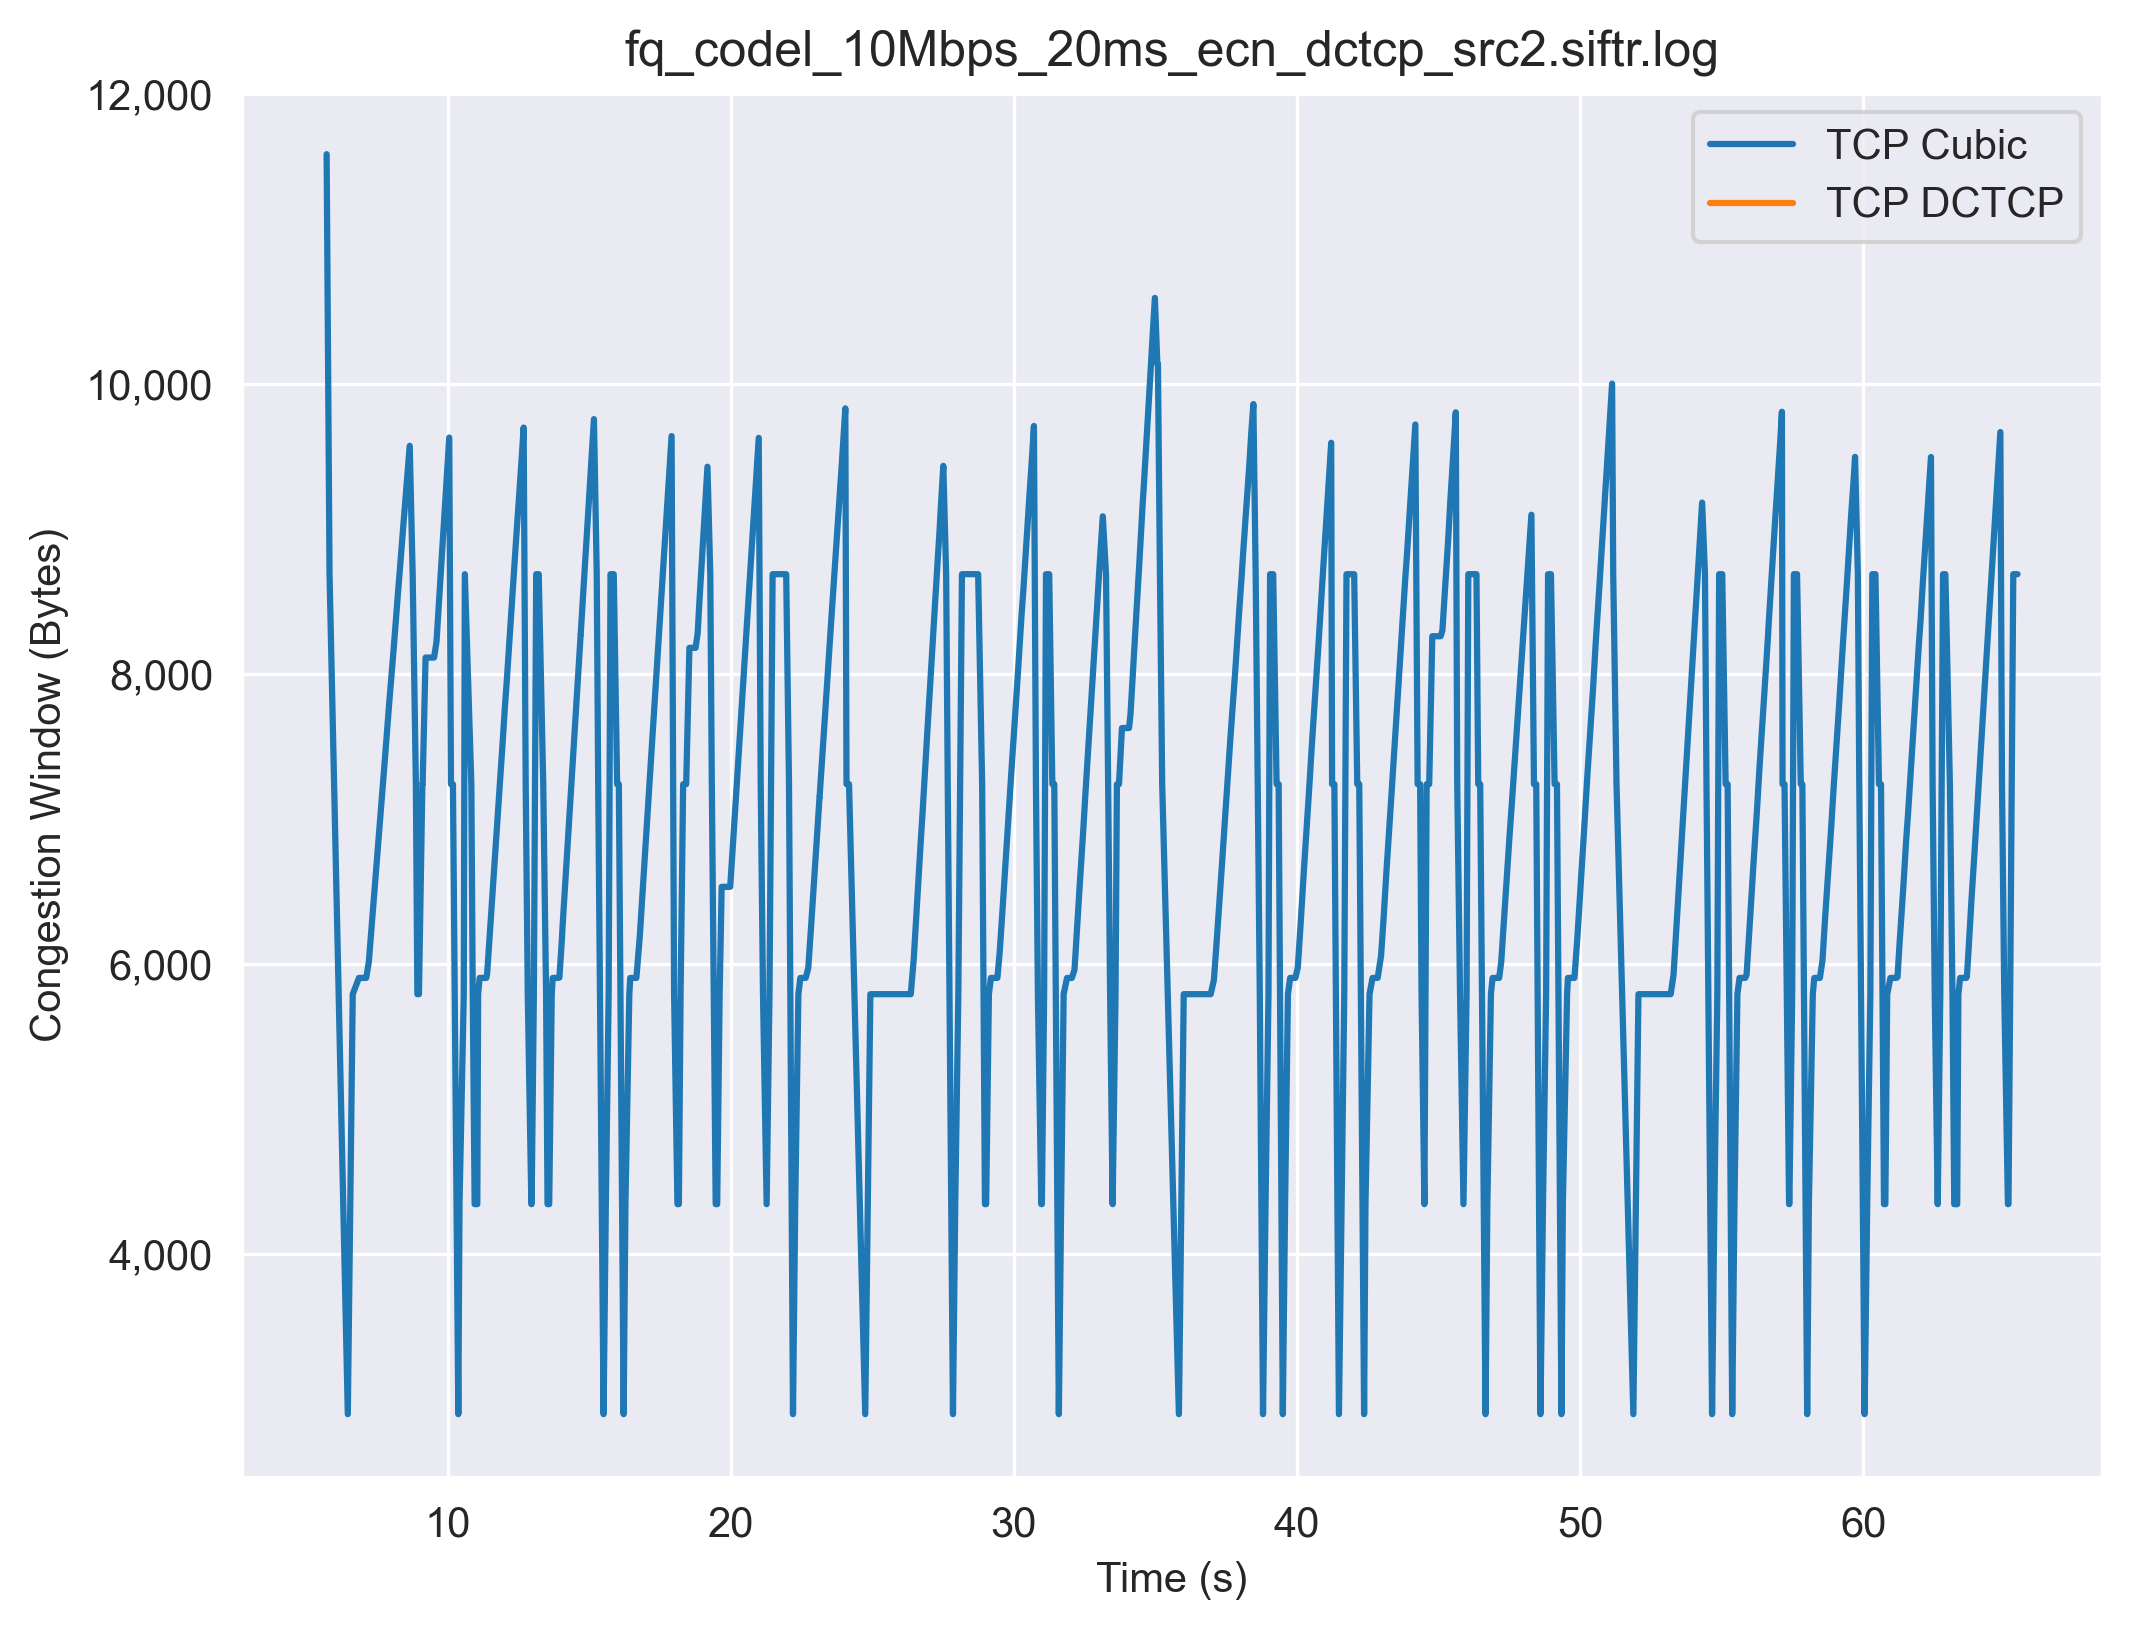 fq_codel_10Mbps_20ms_ecn_dctcp_src2.siftr.log
12,000
10,000
8,000
6,000
4,000
Congestion Window (Bytes)
TCP Cubic
TCP DCTCP
10 20 30 40 50 60
Time (s)